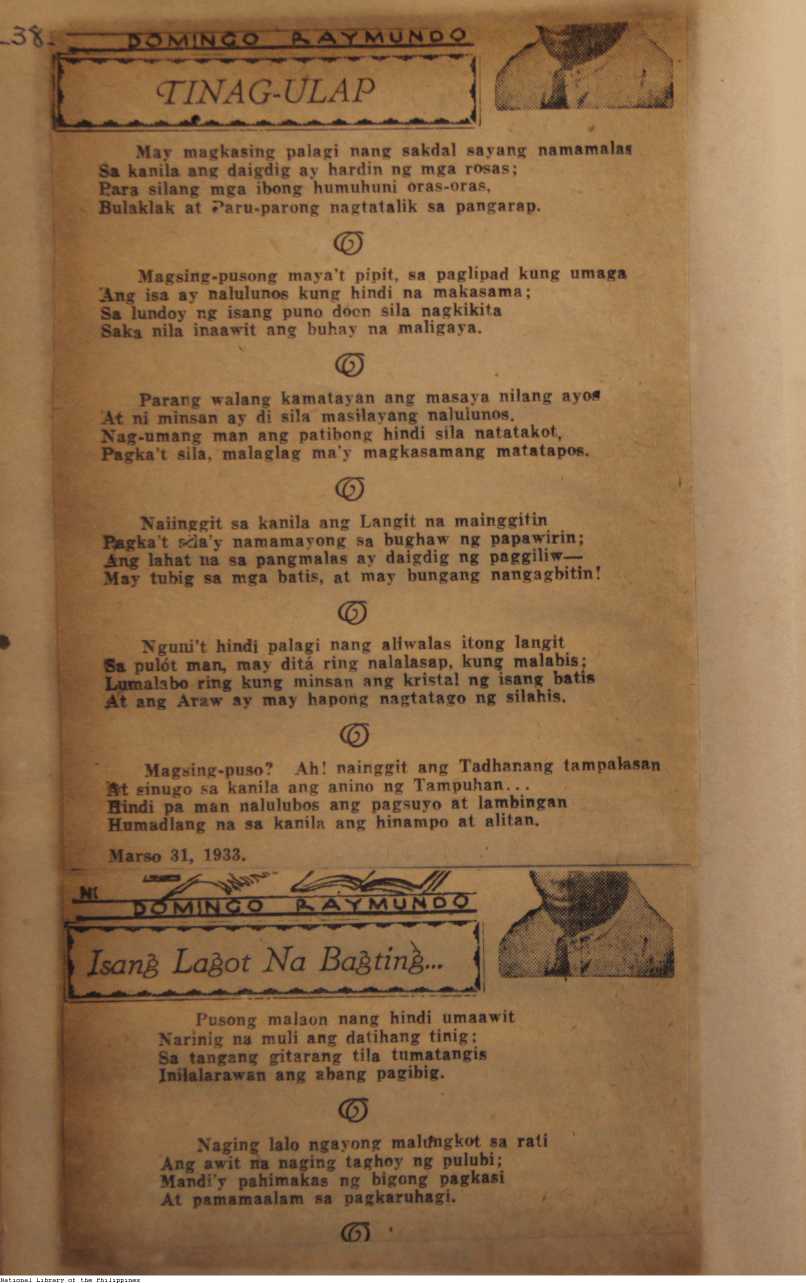 38.
DOMINGO RAYMUNDO
TINAG-ULAP
May magkasing palagi nang sakdal sayang namamalas
Sa kanila ang daigdig ay hardin ng mga rosas;
Para silang mga ibong humuhuni oras-oras,
Bulaklak at Paru-parong nagtatalik sa pangarap.
Magsing-pusong maya't pipit, sa paglipad kung umaga
Ang isa ay nalulunos kung hindi na makasama;
Sa lundoy ng isang puno doon sila nagkikita
Saka nila inaawit ang buhay na maligaya.
Parang walang kamatayan ang masaya nilang ayos
At ni minsan ay di sila masilayang nalulunos,
Nag-umang man ang patibong hindi sila natatakot,
Pagka't sila, malaglag ma'y magkasamang matatapos.
Naiinggit sa kanila ang Langit na mainggitin
Pagka't sila'y namamayong sa bughaw ng papawirin;
Ang lahat na sa pangmalas ay daigdig ng paggiliw—
May tubig sa mga batis, at may bungang nangagbitin!
Nguni't hindi palagi nang aliwalas itong langit
Sa pulót man, may ditá ring nalalasap, kung malabis;
Lumalabo ring kung minsan ang kristal ng isang batis
At ang Araw ay may hapong nagtatago ng silahis.
Magsing-puso? Ah! nainggit ang Tadhanang tampalasan
At sinugo sa kanila ang anino ng Tampuhan...
Hindi pa man nalulubos ang pagsuyo at lambingan
Humadlang na sa kanila ang hinampo at alitan.
Marso 31, 1933.
NI
DOMINGO RAYMUNDO
Isang Lagot Na Bagting...
Pusong malaon nang hindi umaawit
Narinig na muli ang datihang tinig;
Sa tangang gitarang tila tumatangis
Inilalarawan ang abang pagibig.
Naging lalo ngayong malungkot sa rati
Ang awit na naging taghoy ng pulubi;
Mandi'y pahimakas ng bigong pagkasi
At pamamaalam sa pagkaruhagi.
National Library of the Philippines